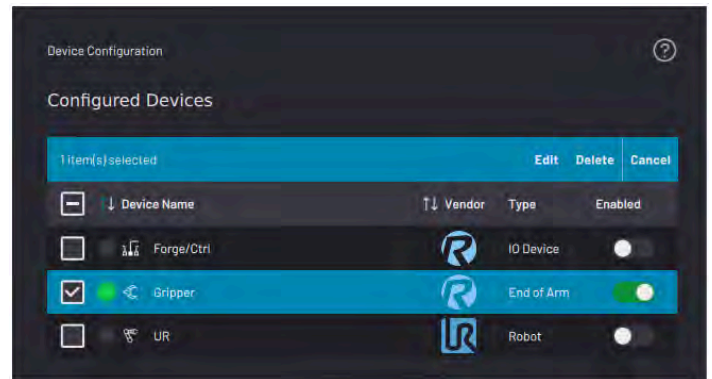 Device Configuration
?
Configured Devices
1 item(s) selected Edit Delete Cancel
Device Name Vendor Type Enabled
Forge/Ctrl R IO Device
Gripper R End of Arm
UR UR Robot